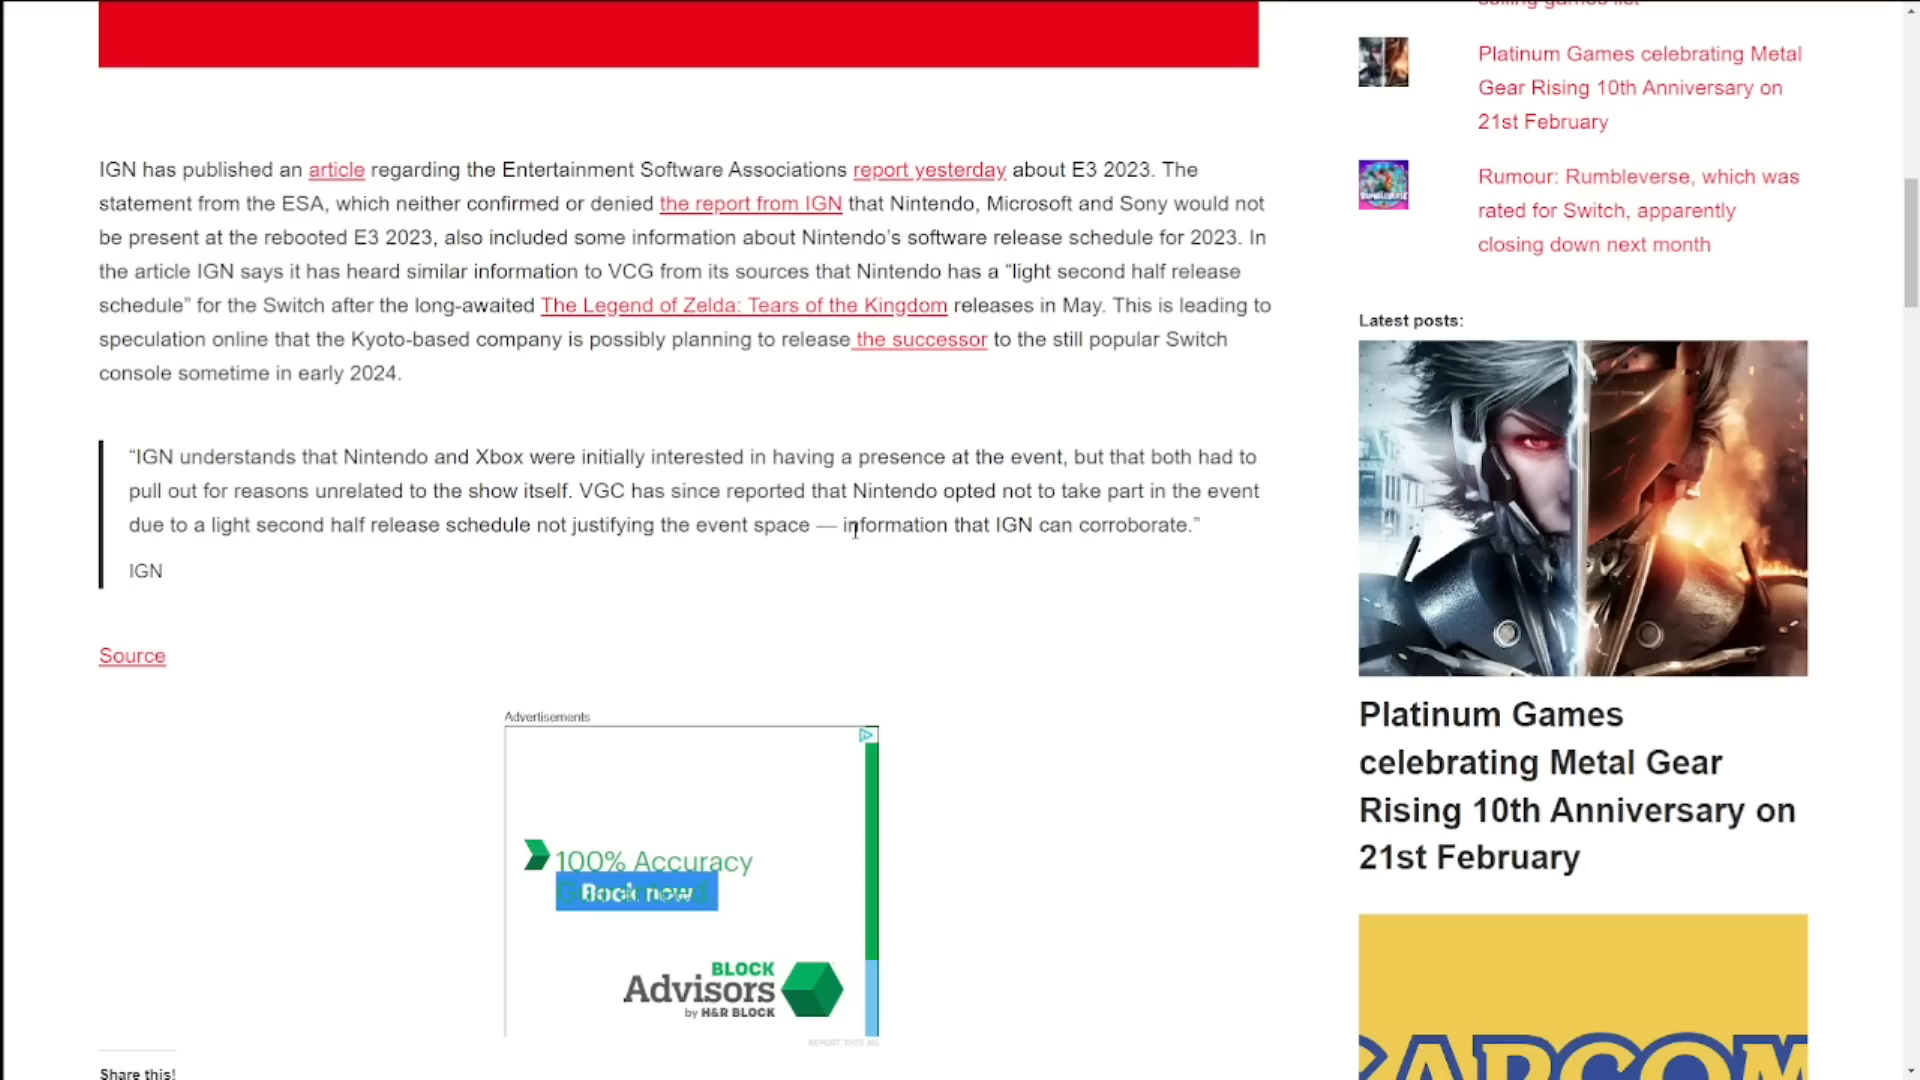 IGN has published an article regarding the Entertainment Software Associations report yesterday about E3 2023. The
statement from the ESA, which neither confirmed or denied the report from IGN that Nintendo, Microsoft and Sony would not
be present at the rebooted E3 2023, also included some information about Nintendo’s software release schedule for 2023. In
the article IGN says it has heard similar information to VCG from its sources that Nintendo has a “light second half release
schedule” for the Switch after the long-awaited The Legend of Zelda: Tears of the Kingdom releases in May. This is leading to
speculation online that the Kyoto-based company is possibly planning to release the successor to the still popular Switch
console sometime in early 2024.
“IGN understands that Nintendo and Xbox were initially interested in having a presence at the event, but that both had to
pull out for reasons unrelated to the show itself. VGC has since reported that Nintendo opted not to take part in the event
due to a light second half release schedule not justifying the event space — information that IGN can corroborate.”
IGN
Source
Advertisements
100% Accuracy
Book now
BLOCK
Advisors
by H&R BLOCK
REPORT THIS AD
Share this!
selling games list
Platinum Games celebrating Metal
Gear Rising 10th Anniversary on
21st February
Rumour: Rumbleverse, which was
rated for Switch, apparently
closing down next month
Latest posts:
Platinum Games
celebrating Metal Gear
Rising 10th Anniversary on
21st February
CAPCOM